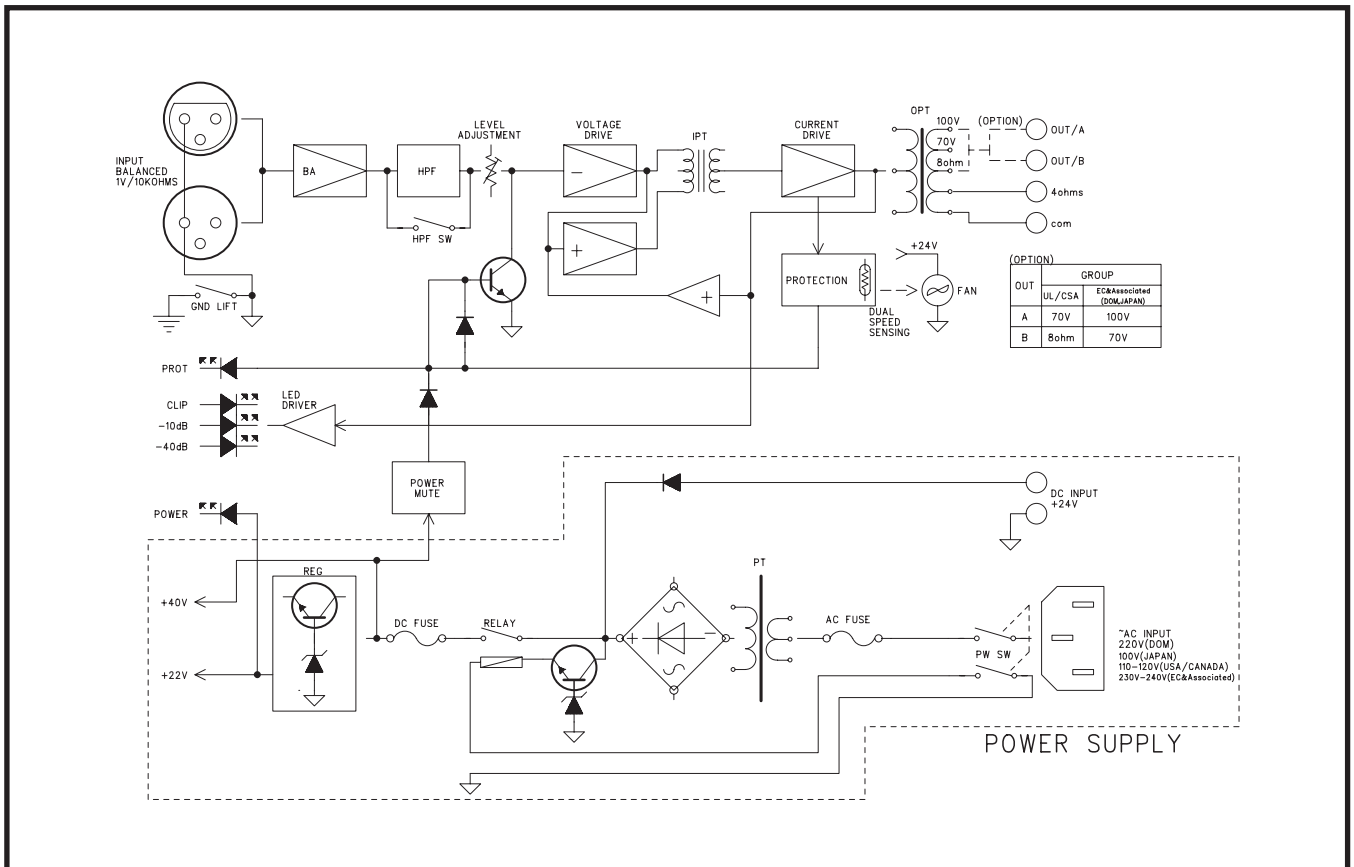 INPUT
BALANCED
1V/10KOHMS
GND LIFT
BA
HPF
HPF SW
LEVEL
ADJUSTMENT
VOLTAGE
DRIVE
−
+
IPT
CURRENT
DRIVE
+
OPT
100V
70V
8ohm
(OPTION)
OUT/A
OUT/B
4ohms
com
PROTECTION
DUAL
SPEED
SENSING
+24V
FAN
(OPTION)
OUT
GROUP
UL/CSA
EC&Associated
(DOM,JAPAN)
A 70V 100V
B 8ohm 70V
PROT
CLIP
−10dB
−40dB
LED
DRIVER
POWER
MUTE
POWER
DC INPUT
+24V
REG
+40V
+22V
DC FUSE
RELAY
+
−
PT
AC FUSE
PW SW
~AC INPUT
220V(DOM)
100V(JAPAN)
110−120V(USA/CANADA)
230V−240V(EC&Associated)
POWER SUPPLY